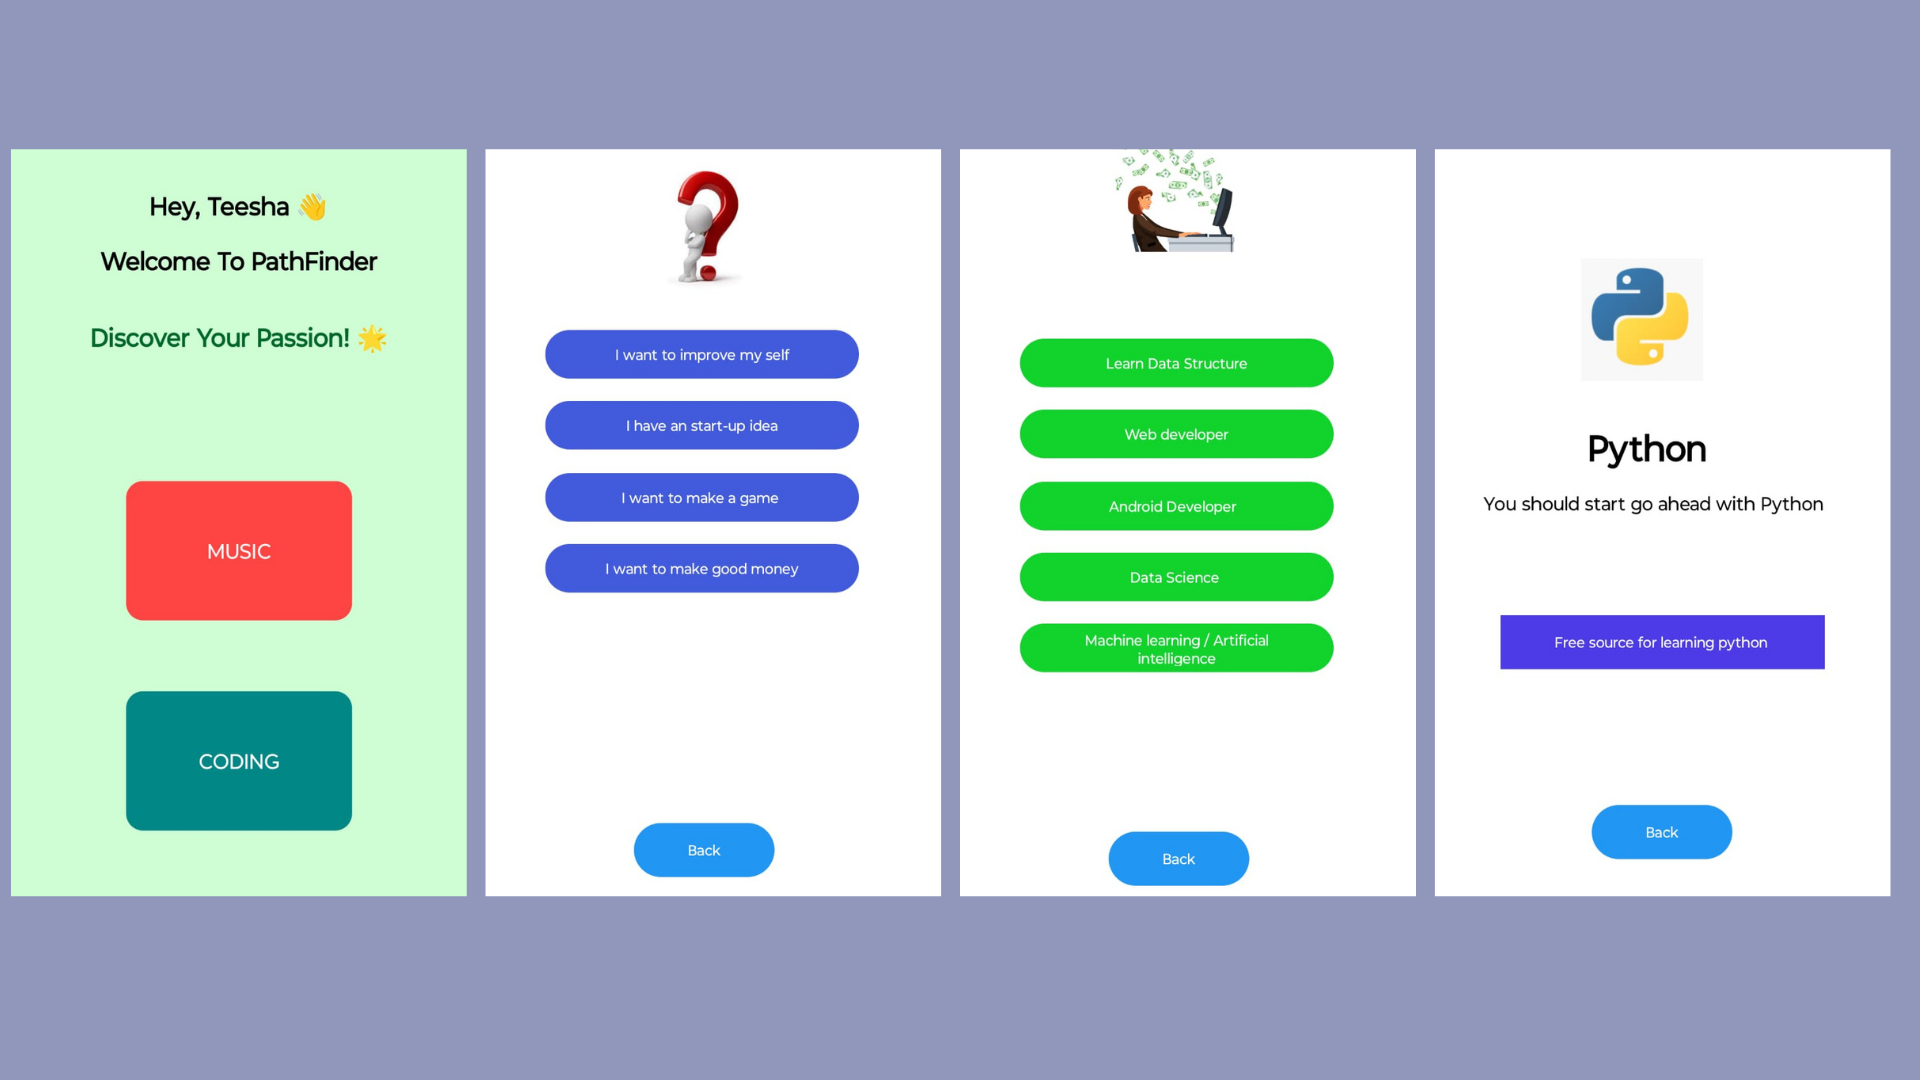 Hey, Teesha 👋
Welcome To PathFinder
Discover Your Passion! 🌟
MUSIC
CODING
I want to improve my self
I have an start-up idea
I want to make a game
I want to make good money
Back
Learn Data Structure
Web developer
Android Developer
Data Science
Machine learning / Artificial
intelligence
Back
Python
You should start go ahead with Python
Free source for learning python
Back